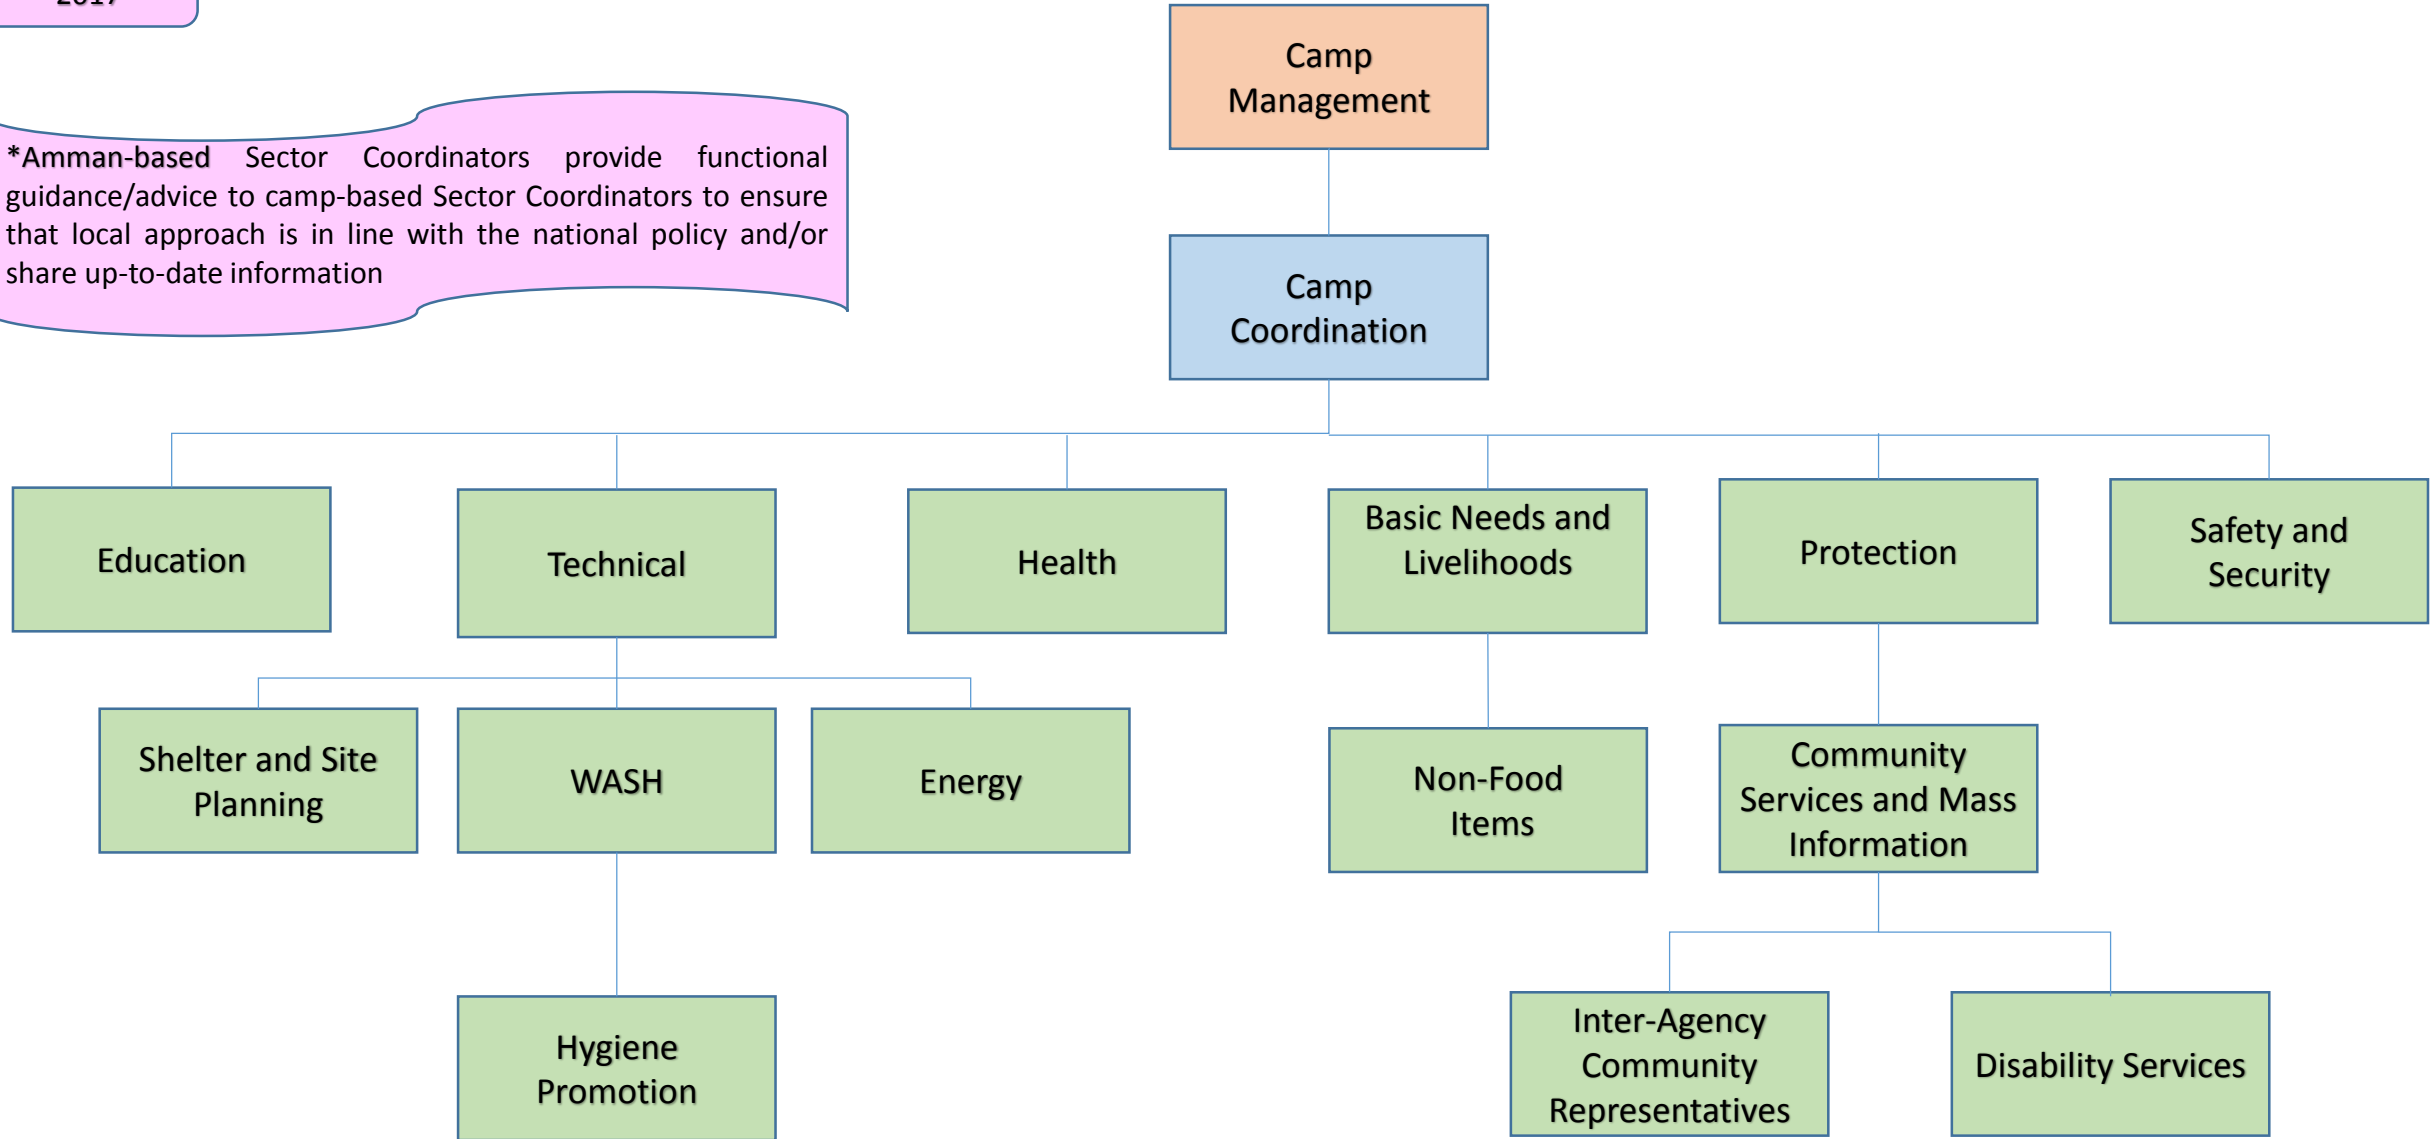 2017
Camp
Management
*Amman-based Sector Coordinators provide functional
guidance/advice to camp-based Sector Coordinators to ensure
that local approach is in line with the national policy and/or
share up-to-date information
Camp
Coordination
Education
Technical
Health
Basic Needs and
Livelihoods
Protection
Safety and
Security
Shelter and Site
Planning
WASH
Energy
Non-Food
Items
Community
Services and Mass
Information
Hygiene
Promotion
Inter-Agency
Community
Representatives
Disability Services